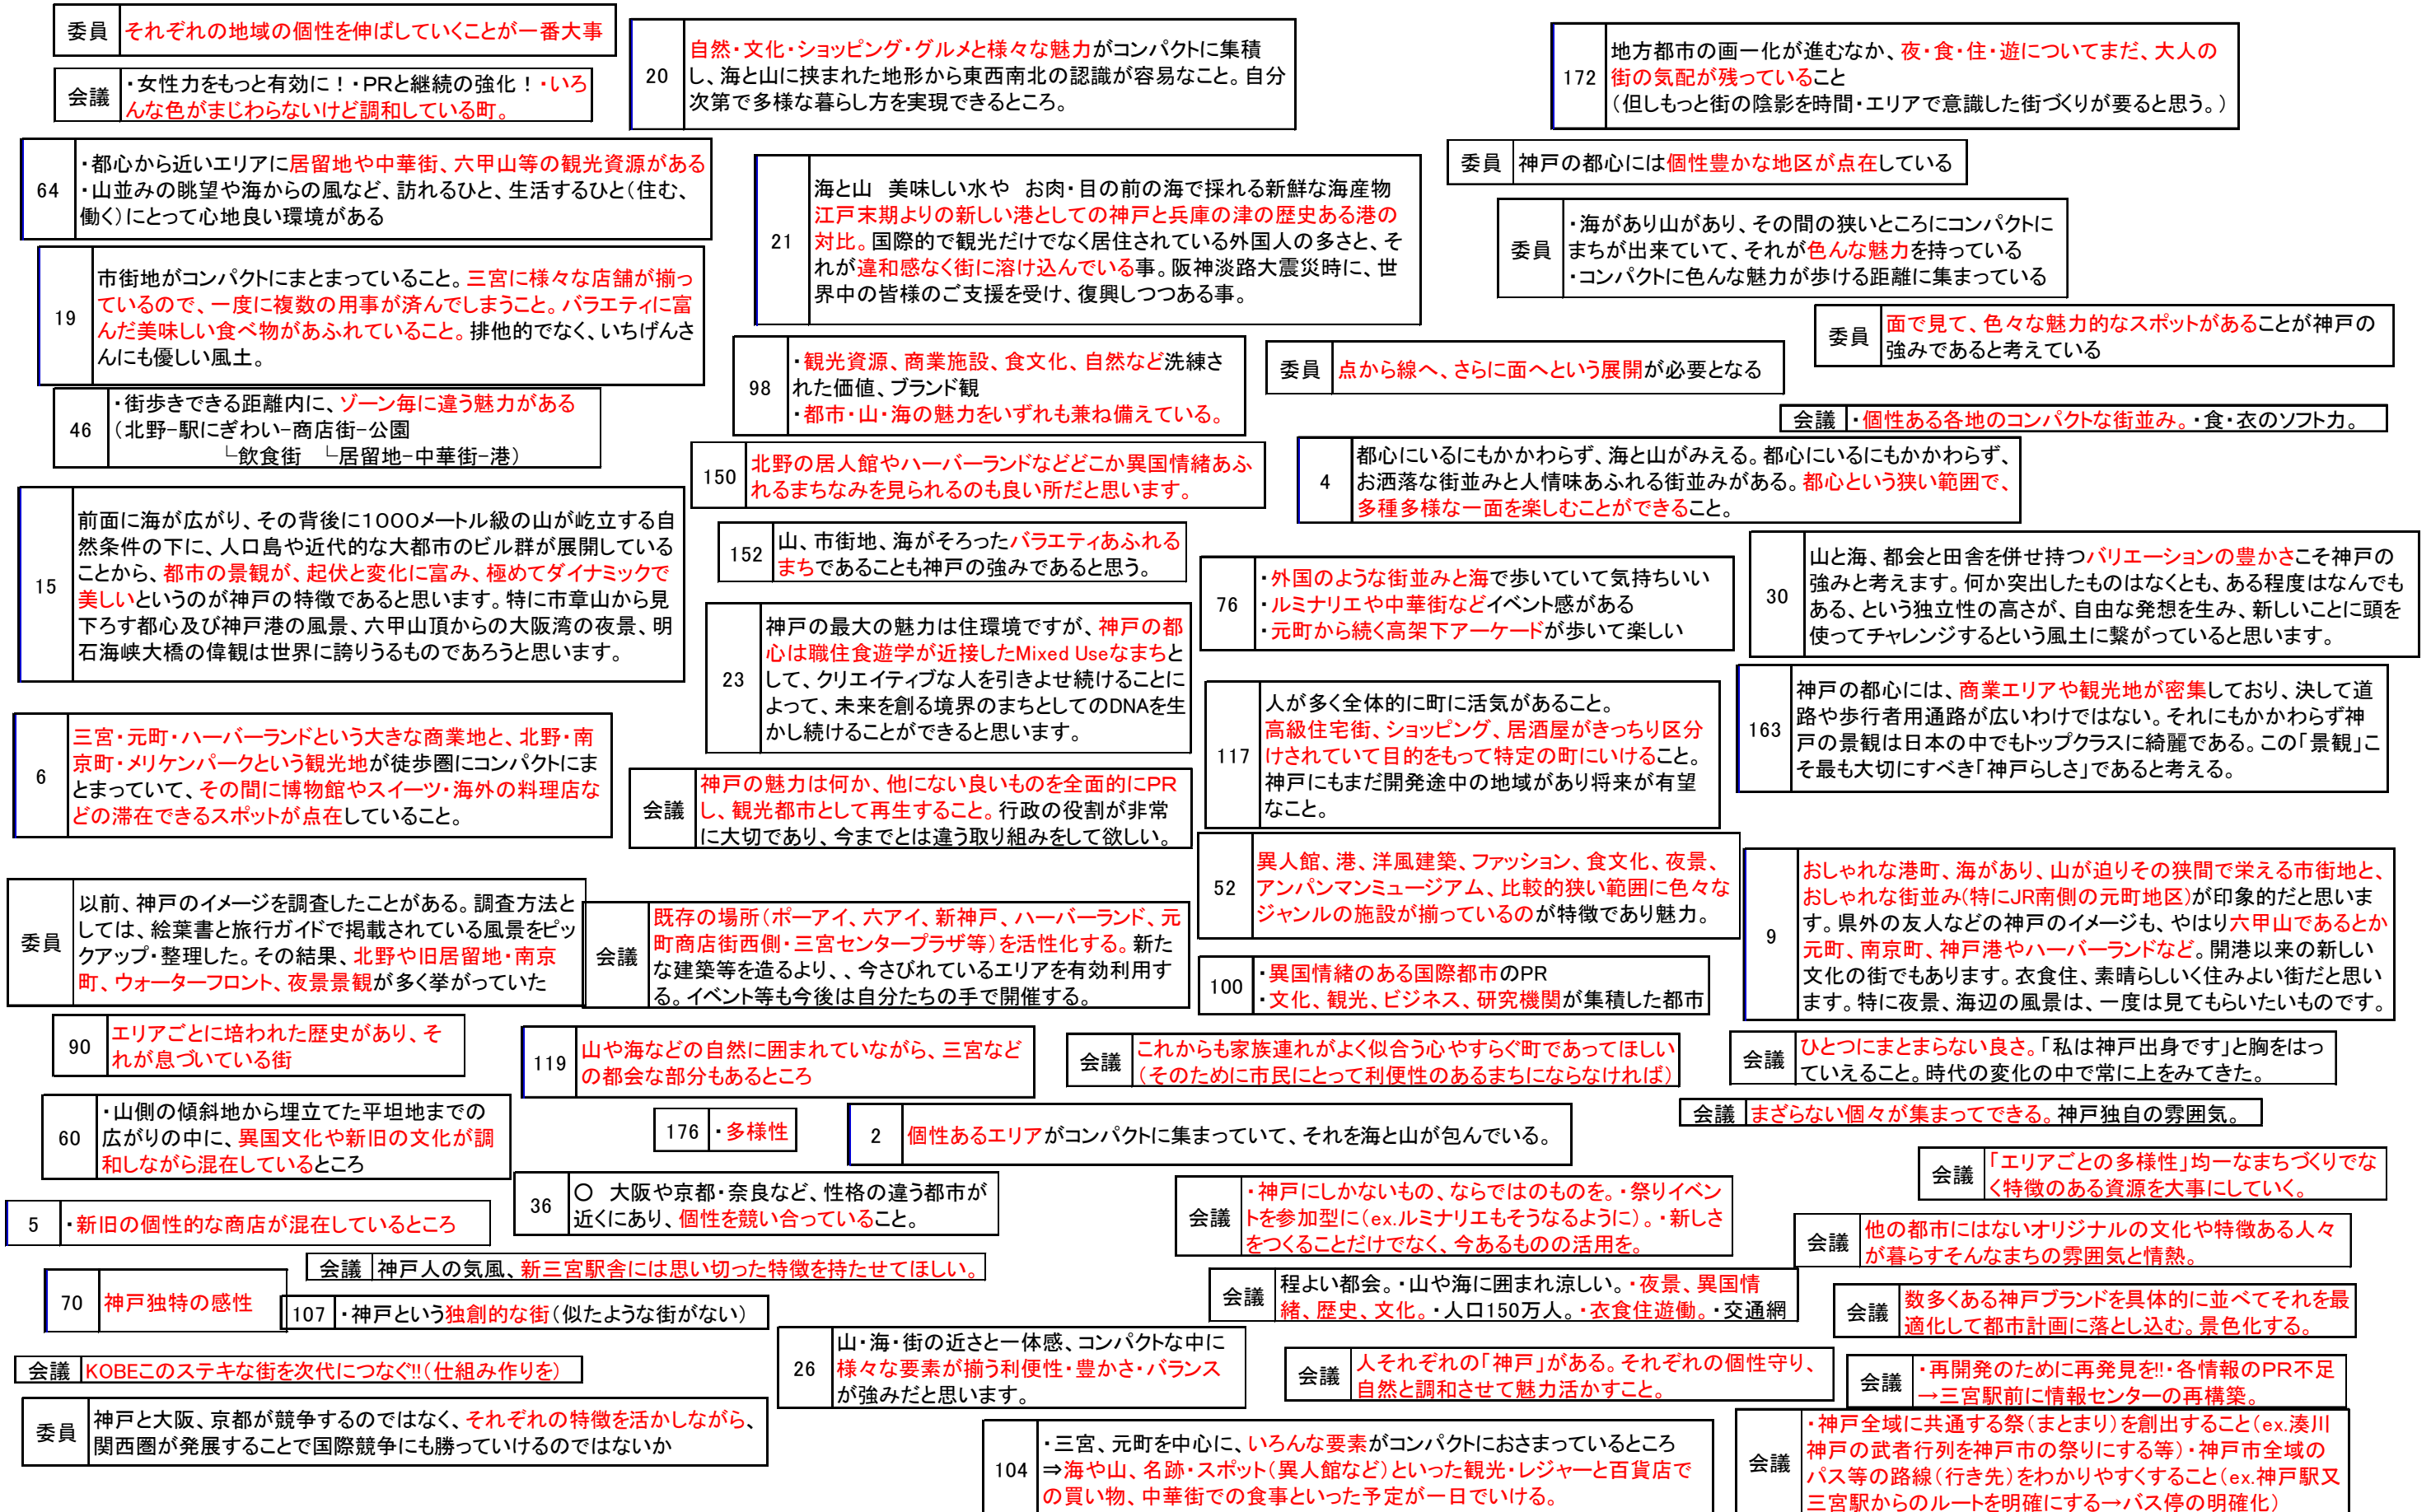 委員 それぞれの地域の個性を伸ばしていくことが一番大事
会議 ・女性力をもっと有効に！・PRと継続の強化！・いろ
んな色がまじわらないけど調和している町。
20 自然・文化・ショッピング・グルメと様々な魅力がコンパクトに集積
し、海と山に挟まれた地形から東西南北の認識が容易なこと。自分
次第で多様な暮らし方を実現できるところ。
172 地方都市の画一化が進むなか、夜・食・住・遊についてまだ、大人の
街の気配が残っていること
（但しもっと街の陰影を時間・エリアで意識した街づくりが要ると思う。）
64 ・都心から近いエリアに居留地や中華街、六甲山等の観光資源がある
・山並みの眺望や海からの風など、訪れるひと、生活するひと（住む、
働く）にとって心地良い環境がある
21 海と山　美味しい水や　お肉・目の前の海で採れる新鮮な海産物
江戸末期よりの新しい港としての神戸と兵庫の津の歴史ある港の
対比。国際的で観光だけでなく居住されている外国人の多さと、そ
れが違和感なく街に溶け込んでいる事。阪神淡路大震災時に、世
界中の皆様のご支援を受け、復興しつつある事。
委員 神戸の都心には個性豊かな地区が点在している
委員 ・海があり山があり、その間の狭いところにコンパクトに
まちが出来ていて、それが色んな魅力を持っている
・コンパクトに色んな魅力が歩ける距離に集まっている
19 市街地がコンパクトにまとまっていること。三宮に様々な店舗が揃っ
ているので、一度に複数の用事が済んでしまうこと。バラエティに富
んだ美味しい食べ物があふれていること。排他的でなく、いちげんさ
んにも優しい風土。
委員 面で見て、色々な魅力的なスポットがあることが神戸の
強みであると考えている
98 ・観光資源、商業施設、食文化、自然など洗練さ
れた価値、ブランド観
・都市・山・海の魅力をいずれも兼ね備えている。
委員 点から線へ、さらに面へという展開が必要となる
46 ・街歩きできる距離内に、ゾーン毎に違う魅力がある
（北野−駅にぎわい−商店街−公園
└飲食街　└居留地−中華街−港）
会議 ・個性ある各地のコンパクトな街並み。・食・衣のソフト力。
150 北野の居人館やハーバーランドなどどこか異国情緒あふ
れるまちなみを見られるのも良い所だと思います。
4 都心にいるにもかかわらず、海と山がみえる。都心にいるにもかかわらず、
お洒落な街並みと人情味あふれる街並みがある。都心という狭い範囲で、
多種多様な一面を楽しむことができること。
15 前面に海が広がり、その背後に1000メートル級の山が屹立する自
然条件の下に、人口島や近代的な大都市のビル群が展開している
ことから、都市の景観が、起伏と変化に富み、極めてダイナミックで
美しいというのが神戸の特徴であると思います。特に市章山から見
下ろす都心及び神戸港の風景、六甲山頂からの大阪湾の夜景、明
石海峡大橋の偉観は世界に誇りうるものであろうと思います。
152 山、市街地、海がそろったバラエティあふれる
まちであることも神戸の強みであると思う。
76 ・外国のような街並みと海で歩いていて気持ちいい
・ルミナリエや中華街などイベント感がある
・元町から続く高架下アーケードが歩いて楽しい
30 山と海、都会と田舎を併せ持つバリエーションの豊かさこそ神戸の
強みと考えます。何か突出したものはなくとも、ある程度はなんでも
ある、という独立性の高さが、自由な発想を生み、新しいことに頭を
使ってチャレンジするという風土に繋がっていると思います。
23 神戸の最大の魅力は住環境ですが、神戸の都
心は職住食遊学が近接したMixed Useなまちと
して、クリエイティブな人を引きよせ続けることに
よって、未来を創る境界のまちとしてのDNAを生
かし続けることができると思います。
163 神戸の都心には、商業エリアや観光地が密集しており、決して道
路や歩行者用通路が広いわけではない。それにもかかわらず神
戸の景観は日本の中でもトップクラスに綺麗である。この「景観」こ
そ最も大切にすべき「神戸らしさ」であると考える。
117 人が多く全体的に町に活気があること。
高級住宅街、ショッピング、居酒屋がきっちり区分
けされていて目的をもって特定の町にいけること。
神戸にもまだ開発途中の地域があり将来が有望
なこと。
6 三宮・元町・ハーバーランドという大きな商業地と、北野・南
京町・メリケンパークという観光地が徒歩圏にコンパクトにま
とまっていて、その間に博物館やスイーツ・海外の料理店な
どの滞在できるスポットが点在していること。
会議 神戸の魅力は何か、他にない良いものを全面的にPR
し、観光都市として再生すること。行政の役割が非常
に大切であり、今までとは違う取り組みをして欲しい。
52 異人館、港、洋風建築、ファッション、食文化、夜景、
アンパンマンミュージアム、比較的狭い範囲に色々な
ジャンルの施設が揃っているのが特徴であり魅力。
9 おしゃれな港町、海があり、山が迫りその狭間で栄える市街地と、
おしゃれな街並み(特にJR南側の元町地区)が印象的だと思いま
す。県外の友人などの神戸のイメージも、やはり六甲山であるとか
元町、南京町、神戸港やハーバーランドなど。開港以来の新しい
文化の街でもあります。衣食住、素晴らしいく住みよい街だと思い
ます。特に夜景、海辺の風景は、一度は見てもらいたいものです。
委員 以前、神戸のイメージを調査したことがある。調査方法と
しては、絵葉書と旅行ガイドで掲載されている風景をピッ
クアップ・整理した。その結果、北野や旧居留地・南京
町、ウォーターフロント、夜景景観が多く挙がっていた
会議 既存の場所（ポーアイ、六アイ、新神戸、ハーバーランド、元
町商店街西側・三宮センタープラザ等）を活性化する。新た
な建築等を造るより、、今さびれているエリアを有効利用す
る。イベント等も今後は自分たちの手で開催する。
100 ・異国情緒のある国際都市のPR
・文化、観光、ビジネス、研究機関が集積した都市
90 エリアごとに培われた歴史があり、そ
れが息づいている街
119 山や海などの自然に囲まれていながら、三宮など
の都会な部分もあるところ
会議 これからも家族連れがよく似合う心やすらぐ町であってほしい
（そのために市民にとって利便性のあるまちにならなければ）
会議 ひとつにまとまらない良さ。「私は神戸出身です」と胸をはっ
ていえること。時代の変化の中で常に上をみてきた。
60 ・山側の傾斜地から埋立てた平坦地までの
広がりの中に、異国文化や新旧の文化が調
和しながら混在しているところ
176 ・多様性
2 個性あるエリアがコンパクトに集まっていて、それを海と山が包んでいる。
会議 まざらない個々が集まってできる。神戸独自の雰囲気。
会議 「エリアごとの多様性」均一なまちづくりでな
く特徴のある資源を大事にしていく。
36 〇　大阪や京都・奈良など、性格の違う都市が
近くにあり、個性を競い合っていること。
会議 ・神戸にしかないもの、ならではのものを。・祭りイベン
トを参加型に（ex.ルミナリエもそうなるように）。・新しさ
をつくることだけでなく、今あるものの活用を。
5 ・新旧の個性的な商店が混在しているところ
会議 他の都市にはないオリジナルの文化や特徴ある人々
が暮らすそんなまちの雰囲気と情熱。
会議 神戸人の気風、新三宮駅舎には思い切った特徴を持たせてほしい。
70 神戸独特の感性
107 ・神戸という独創的な街（似たような街がない）
会議 程よい都会。・山や海に囲まれ涼しい。・夜景、異国情
緒、歴史、文化。・人口150万人。・衣食住遊働。・交通網
会議 数多くある神戸ブランドを具体的に並べてそれを最
適化して都市計画に落とし込む。景色化する。
26 山・海・街の近さと一体感、コンパクトな中に
様々な要素が揃う利便性・豊かさ・バランス
が強みだと思います。
会議 KOBEこのステキな街を次代につなぐ!!（仕組み作りを）
会議 人それぞれの「神戸」がある。それぞれの個性守り、
自然と調和させて魅力活かすこと。
会議 ・再開発のために再発見を!!・各情報のPR不足
→三宮駅前に情報センターの再構築。
委員 神戸と大阪、京都が競争するのではなく、それぞれの特徴を活かしながら、
関西圏が発展することで国際競争にも勝っていけるのではないか
104 ・三宮、元町を中心に、いろんな要素がコンパクトにおさまっているところ
⇒海や山、名跡・スポット（異人館など）といった観光・レジャーと百貨店で
の買い物、中華街での食事といった予定が一日でいける。
会議 ・神戸全域に共通する祭（まとまり）を創出すること（ex.湊川
神戸の武者行列を神戸市の祭りにする等）・神戸市全域の
バス等の路線（行き先）をわかりやすくすること（ex.神戸駅又
三宮駅からのルートを明確にする→バス停の明確化）